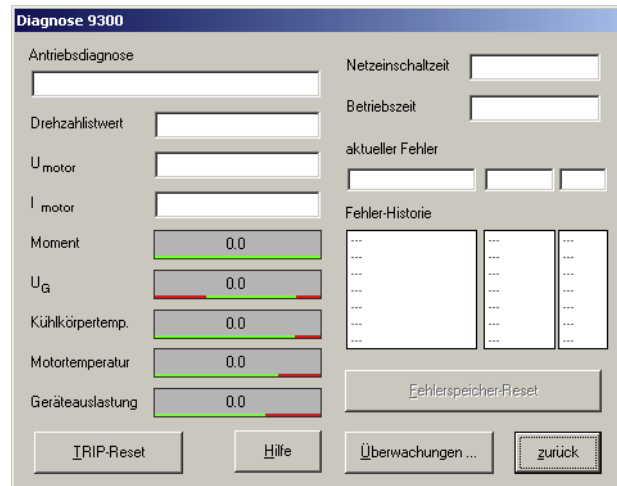 Diagnose 9300
Antriebsdiagnose
Drehzahlistwert
U motor
I motor
Moment 0.0
UG 0.0
Kühlkörpertemp. 0.0
Motortemperatur 0.0
Geräteauslastung 0.0
TRIP-Reset
Hilfe
Netzeinschaltzeit
Betriebszeit
aktueller Fehler
Fehler-Historie
--- --- ---
--- --- ---
--- --- ---
--- --- ---
--- --- ---
--- --- ---
--- --- ---
Fehlerspeicher-Reset
Überwachungen ...
zurück